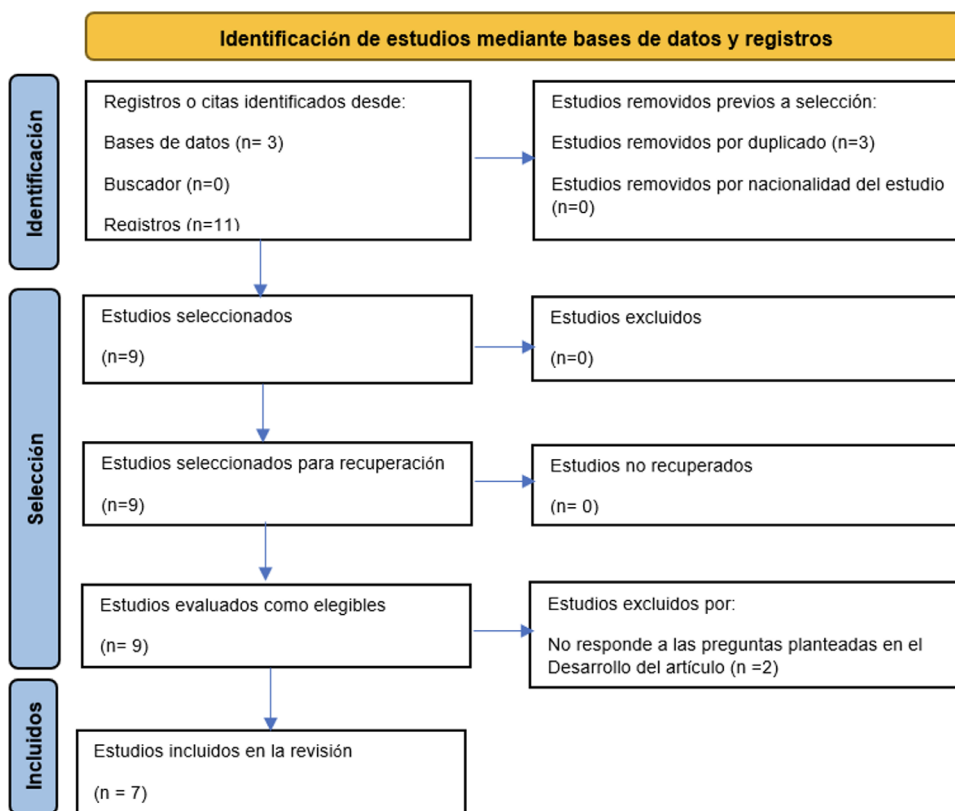 Identificación de estudios mediante bases de datos y registros
Identificación
Registros o citas identificados desde:
Bases de datos (n= 3)
Buscador (n=0)
Registros (n=11)
Estudios removidos previos a selección:
Estudios removidos por duplicado (n=3)
Estudios removidos por nacionalidad del estudio
(n=0)
Selección
Estudios seleccionados
(n=9)
Estudios excluidos
(n=0)
Estudios seleccionados para recuperación
(n=9)
Estudios no recuperados
(n= 0)
Estudios evaluados como elegibles
(n= 9)
Estudios excluidos por:
No responde a las preguntas planteadas en el
Desarrollo del artículo (n =2)
Incluidos
Estudios incluidos en la revisión
(n = 7)